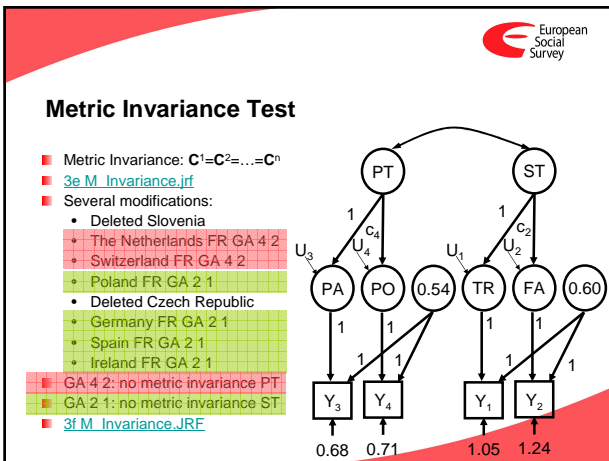 European
Social
Survey
Metric Invariance Test
Metric Invariance: C¹=C²=…=Cⁿ
3e M_Invariance.jrf
Several modifications:
• Deleted Slovenia
• The Netherlands FR GA 4 2
• Switzerland FR GA 4 2
• Poland FR GA 2 1
• Deleted Czech Republic
• Germany FR GA 2 1
• Spain FR GA 2 1
• Ireland FR GA 2 1
GA 4 2: no metric invariance PT
GA 2 1: no metric invariance ST
3f M_Invariance.JRF
PT ST
1 c₄ 1 c₂
U₃ U₄ U₁ U₂
PA PO 0.54 TR FA 0.60
1 1 1 1
1 1 1 1
Y₃ Y₄ Y₁ Y₂
0.68 0.71 1.05 1.24